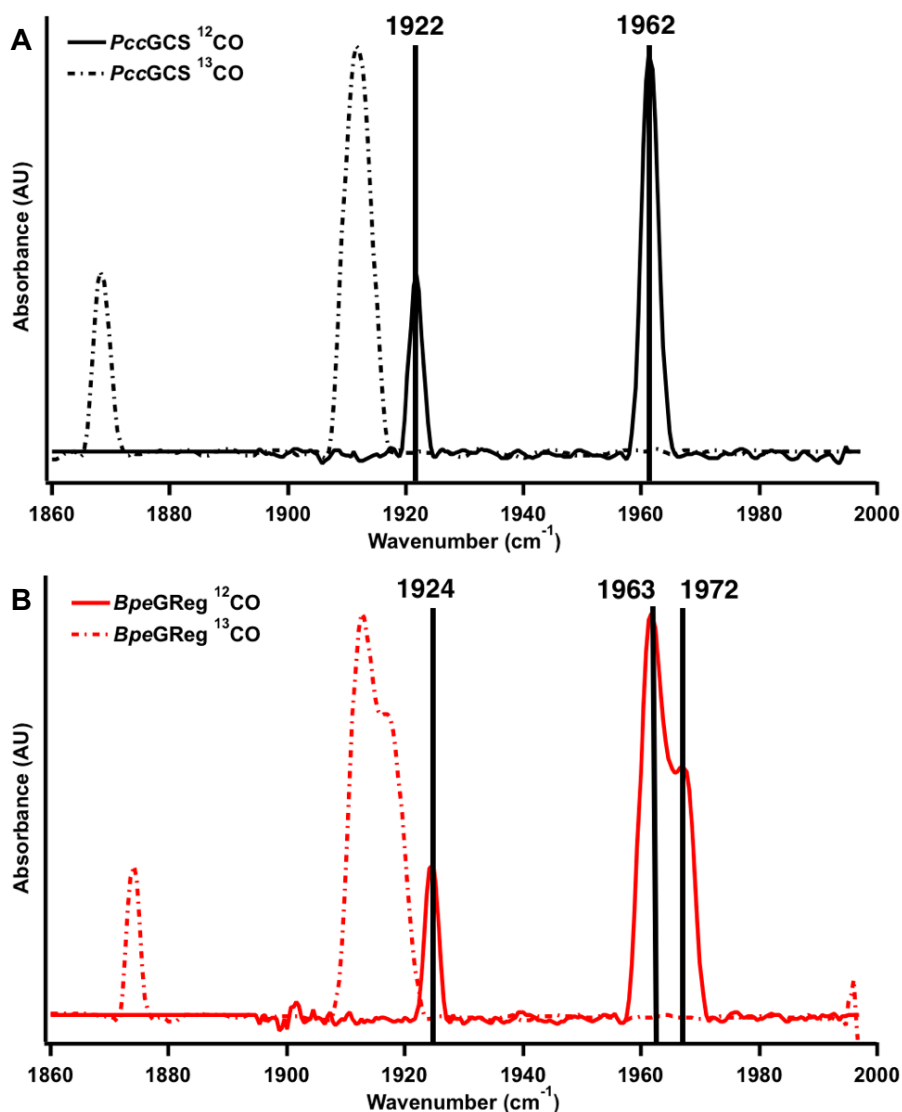 A
PccGCS ¹²CO
PccGCS ¹³CO
1922
1962
Absorbance (AU)
1860 1880 1900 1920 1940 1960 1980 2000
Wavenumber (cm⁻¹)
B
BpeGReg ¹²CO
BpeGReg ¹³CO
1924
1963
1972
Absorbance (AU)
1860 1880 1900 1920 1940 1960 1980 2000
Wavenumber (cm⁻¹)